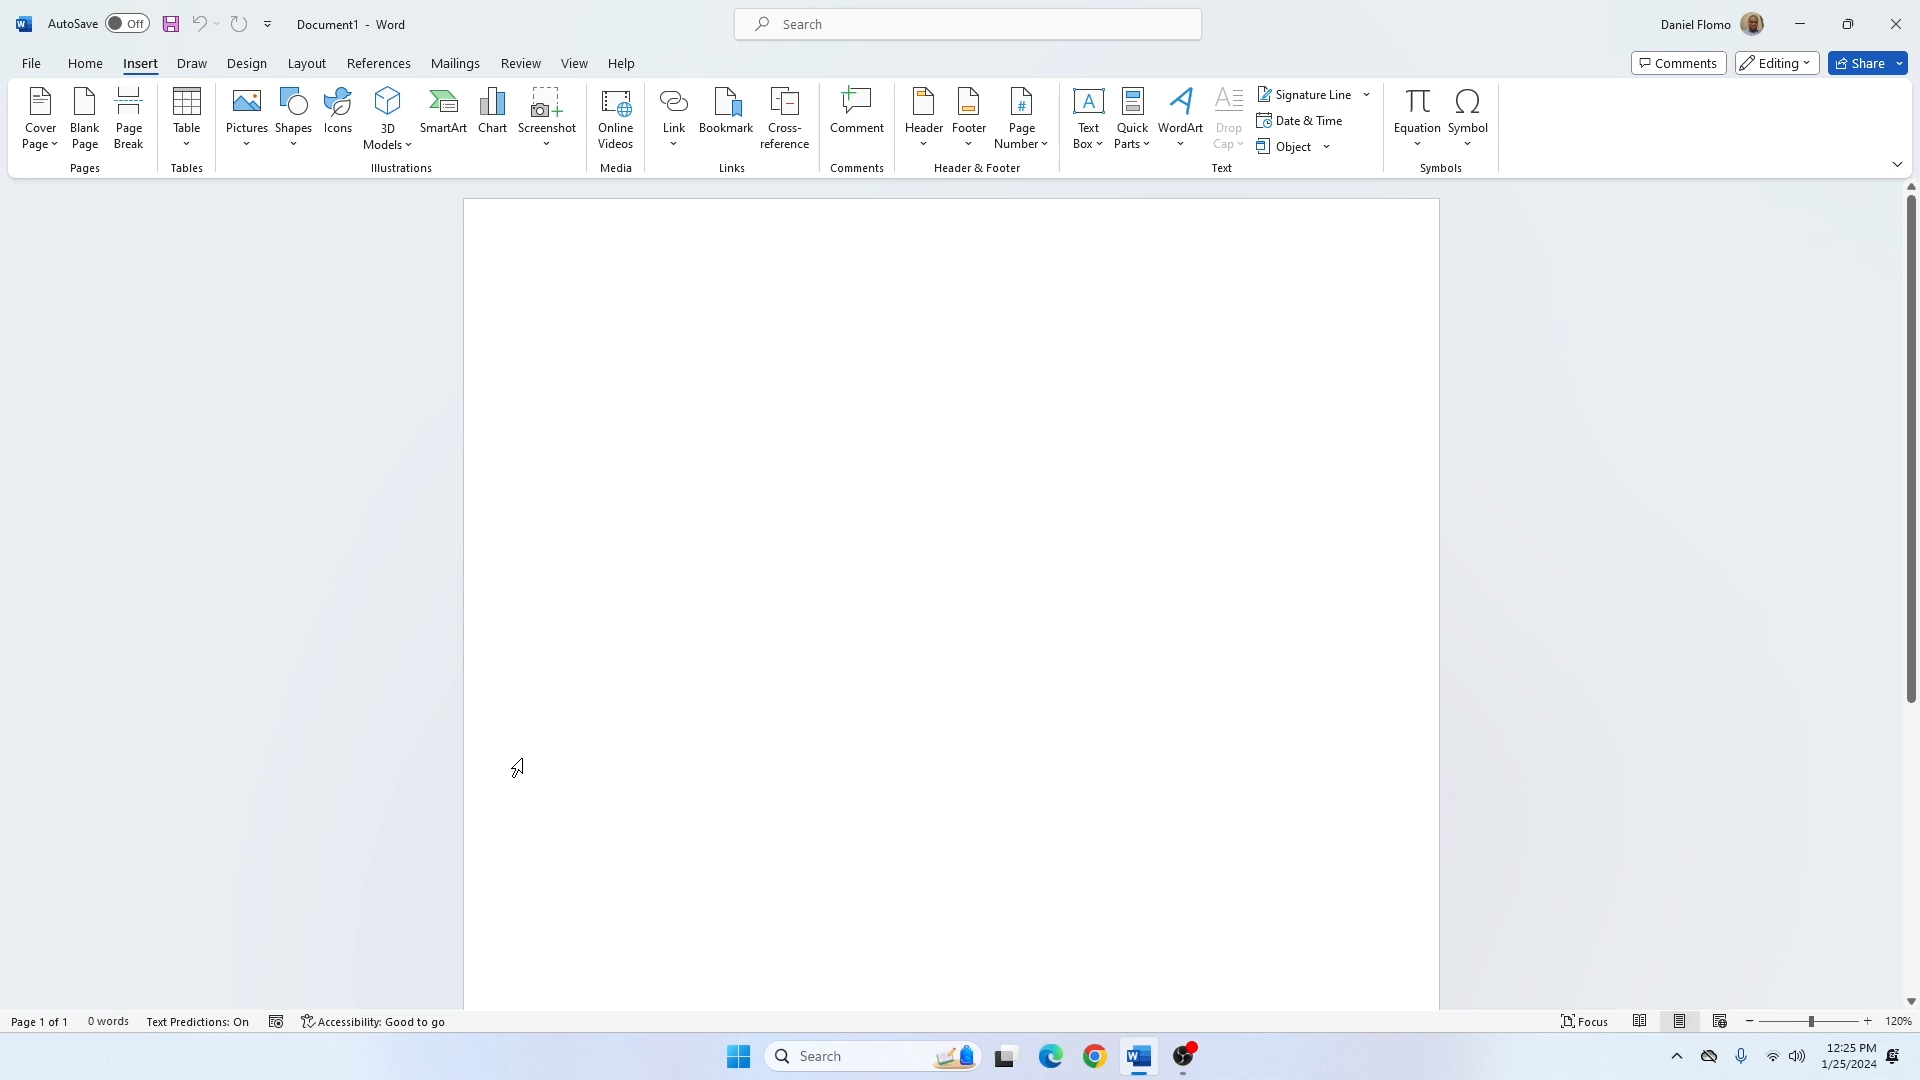 AutoSave Off Document1 - Word Search Daniel Flomo
File Home Insert Draw Design Layout References Mailings Review View Help Comments Editing Share
Cover Page Blank Page Page Break Table Pictures Shapes Icons 3D Models SmartArt Chart Screenshot Online Videos Link Bookmark Cross-reference Comment Header Footer Page Number Text Box Quick Parts WordArt Drop Cap Signature Line Date & Time Object Equation Symbol
Pages Tables Illustrations Media Links Comments Header & Footer Text Symbols
Page 1 of 1 0 words Text Predictions: On Accessibility: Good to go Focus 120%
Search 12:25 PM
1/25/2024